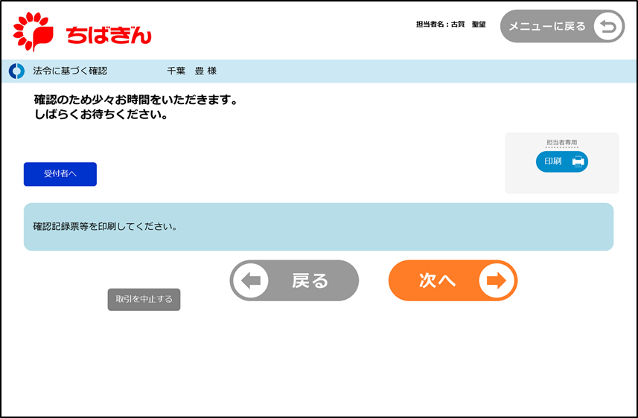 ちばぎん
担当者名：古賀 聖望
メニューに戻る
法令に基づく確認 千葉 豊 様
確認のため少々お時間をいただきます。
しばらくお待ちください。
担当者専用
印刷
受付者へ
確認記録票等を印刷してください。
戻る
次へ
取引を中止する